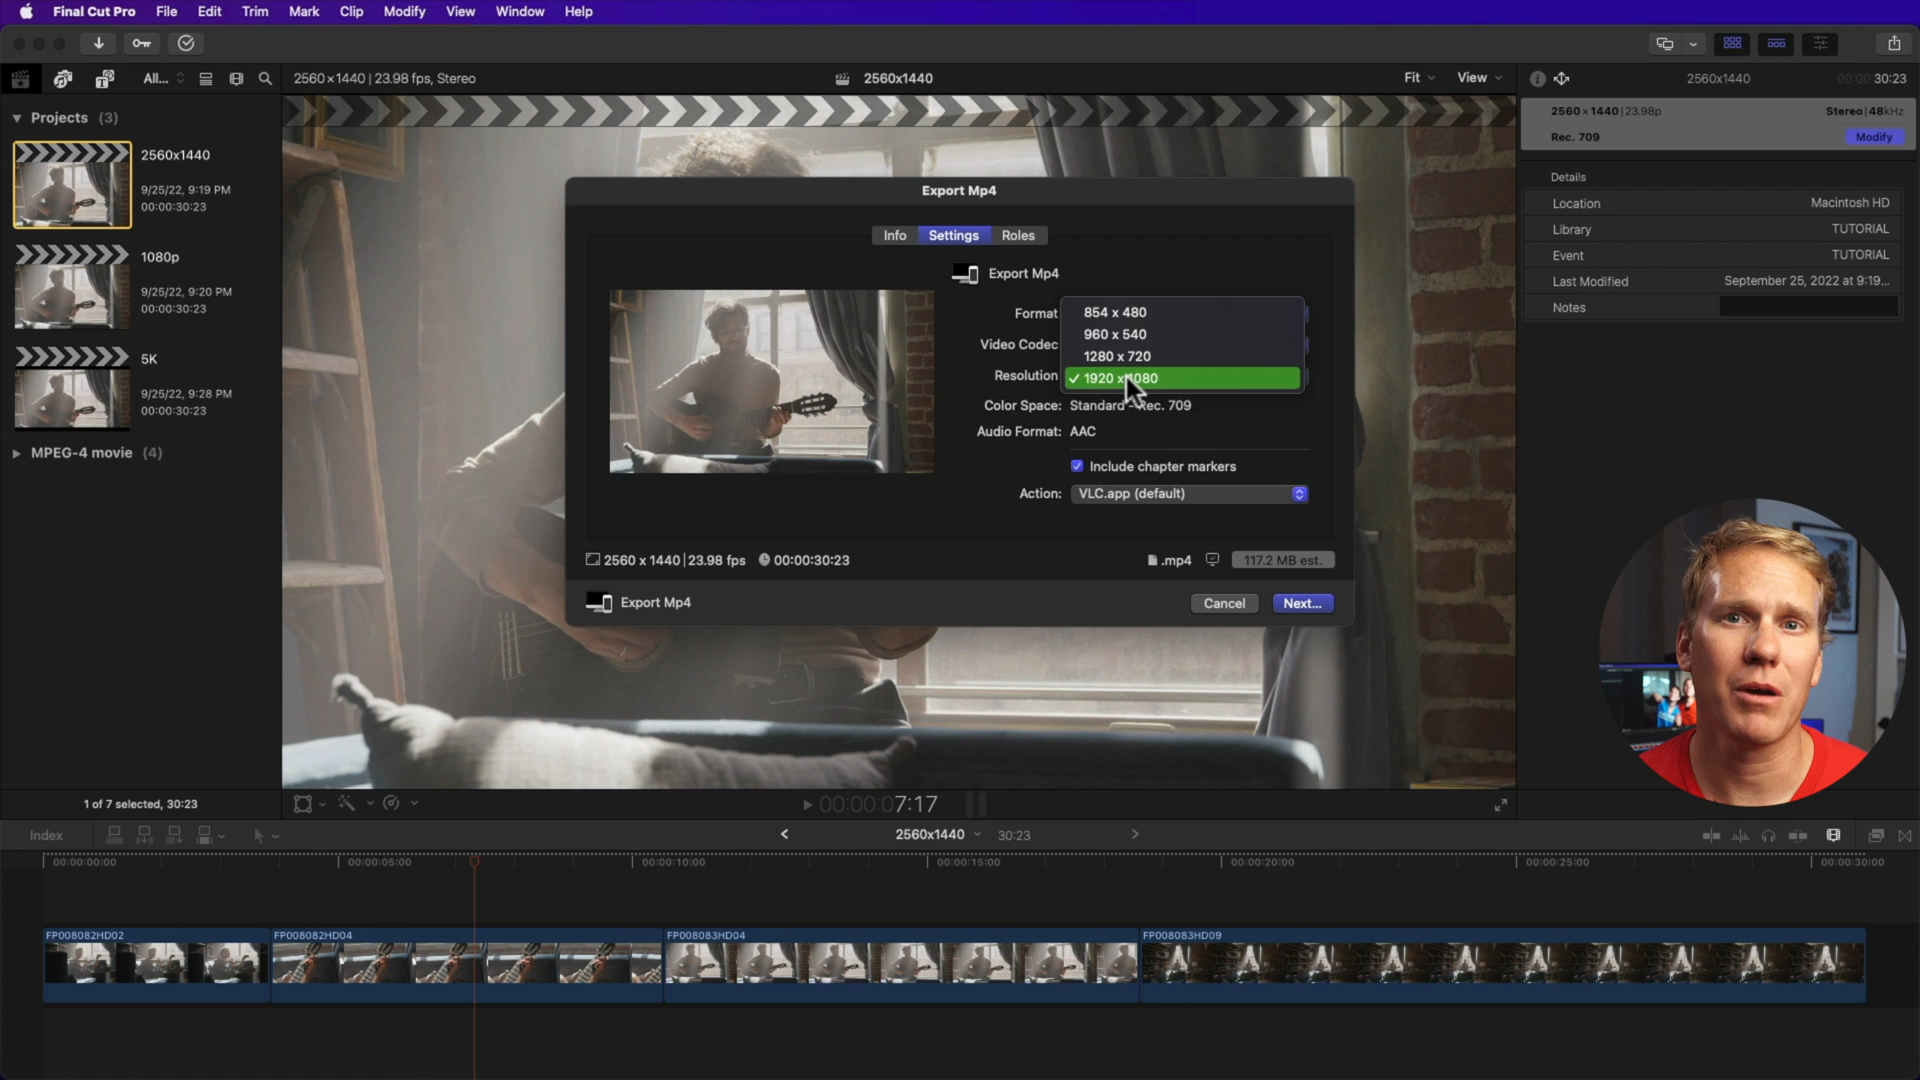 Final Cut Pro File Edit Trim Mark Clip Modify View Window Help
All... 2560×1440 | 23.98 fps, Stereo 2560x1440 Fit View 2560x1440 00:00:30:23
Projects (3)
2560x1440
9/25/22, 9:19 PM
00:00:30:23
1080p
9/25/22, 9:20 PM
00:00:30:23
5K
9/25/22, 9:28 PM
00:00:30:23
MPEG-4 movie (4)
1 of 7 selected, 30:23
Export Mp4
Info Settings Roles
Export Mp4
Format
Video Codec
Resolution
854 x 480
960 x 540
1280 x 720
1920 x 1080
Color Space: Standard - Rec. 709
Audio Format: AAC
Include chapter markers
Action: VLC.app (default)
2560 x 1440 | 23.98 fps 00:00:30:23 .mp4 117.2 MB est.
Export Mp4 Cancel Next...
2560×1440 | 23.98p Stereo | 48kHz
Rec. 709 Modify
Details
Location Macintosh HD
Library TUTORIAL
Event TUTORIAL
Last Modified September 25, 2022 at 9:19...
Notes
00:00:07:17
Index 2560x1440 30:23
00:00:00:00 00:00:05:00 00:00:10:00 00:00:15:00 00:00:20:00 00:00:25:00 00:00:30:00
FP008082HD02 FP008082HD04 FP008083HD04 FP008083HD09